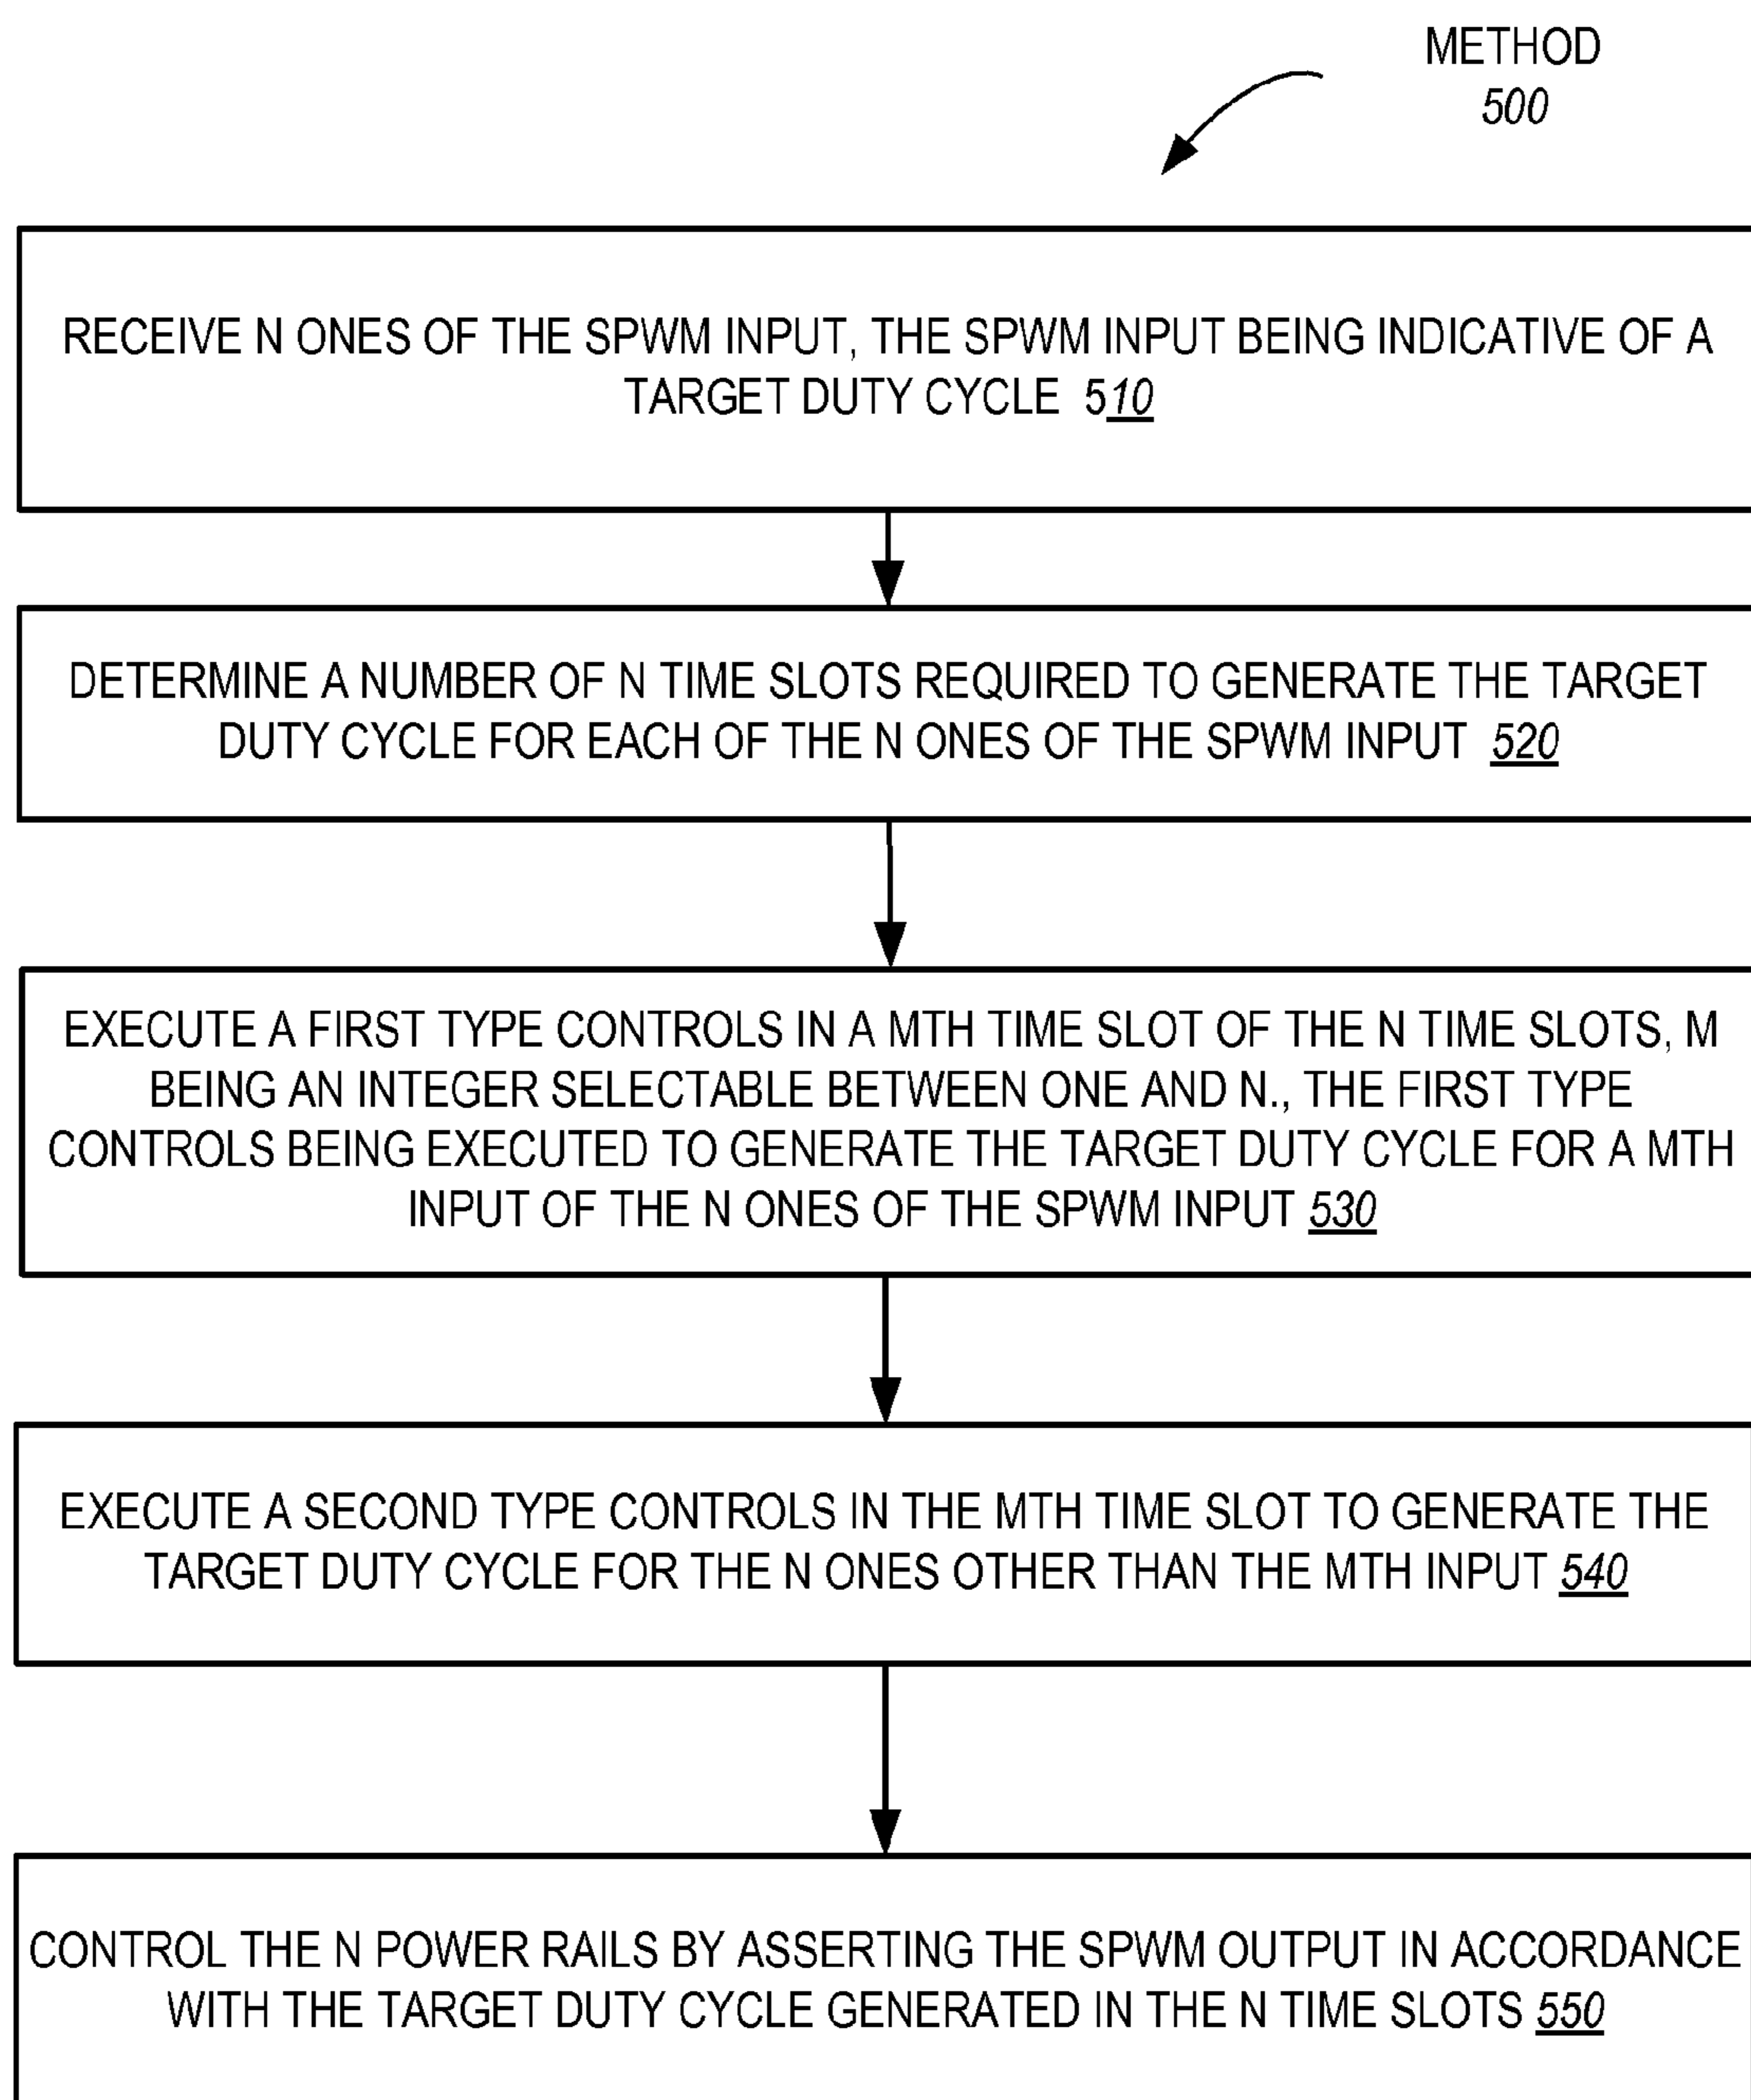 METHOD
500
RECEIVE N ONES OF THE SPWM INPUT, THE SPWM INPUT BEING INDICATIVE OF A
TARGET DUTY CYCLE 510
DETERMINE A NUMBER OF N TIME SLOTS REQUIRED TO GENERATE THE TARGET
DUTY CYCLE FOR EACH OF THE N ONES OF THE SPWM INPUT 520
EXECUTE A FIRST TYPE CONTROLS IN A MTH TIME SLOT OF THE N TIME SLOTS, M
BEING AN INTEGER SELECTABLE BETWEEN ONE AND N., THE FIRST TYPE
CONTROLS BEING EXECUTED TO GENERATE THE TARGET DUTY CYCLE FOR A MTH
INPUT OF THE N ONES OF THE SPWM INPUT 530
EXECUTE A SECOND TYPE CONTROLS IN THE MTH TIME SLOT TO GENERATE THE
TARGET DUTY CYCLE FOR THE N ONES OTHER THAN THE MTH INPUT 540
CONTROL THE N POWER RAILS BY ASSERTING THE SPWM OUTPUT IN ACCORDANCE
WITH THE TARGET DUTY CYCLE GENERATED IN THE N TIME SLOTS 550